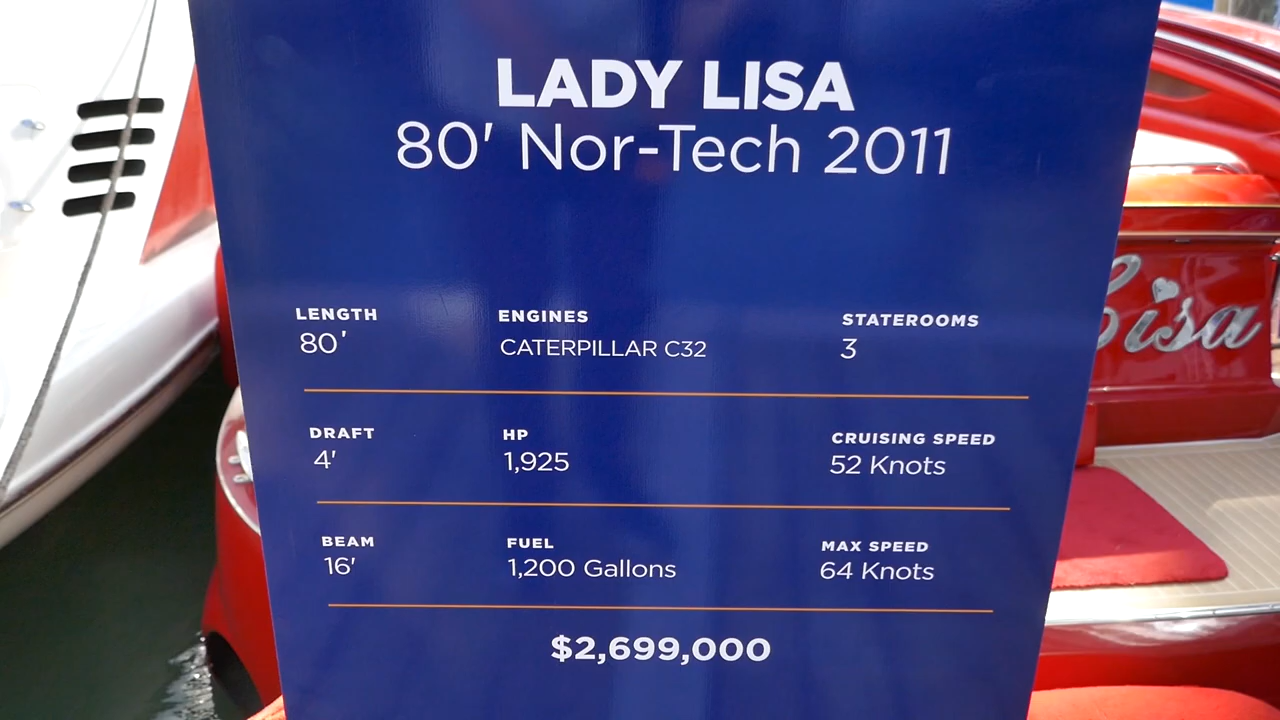 LADY LISA
80' Nor-Tech 2011
LENGTH
80'
ENGINES
CATERPILLAR C32
STATEROOMS
3
DRAFT
4'
HP
1,925
CRUISING SPEED
52 Knots
BEAM
16'
FUEL
1,200 Gallons
MAX SPEED
64 Knots
$2,699,000
Lisa